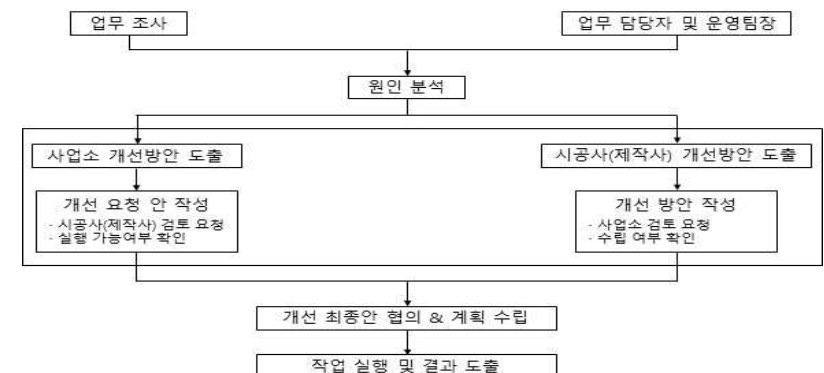 업무 조사
업무 담당자 및 운영팀장
원인 분석
사업소 개선방안 도출
시공사(제작사) 개선방안 도출
개선 요청 안 작성
- 시공사(제작사) 검토 요청
- 실행 가능여부 확인
개선 방안 작성
- 사업소 검토 요청
- 수립 여부 확인
개선 최종안 협의 & 계획 수립
작업 실행 및 결과 도출